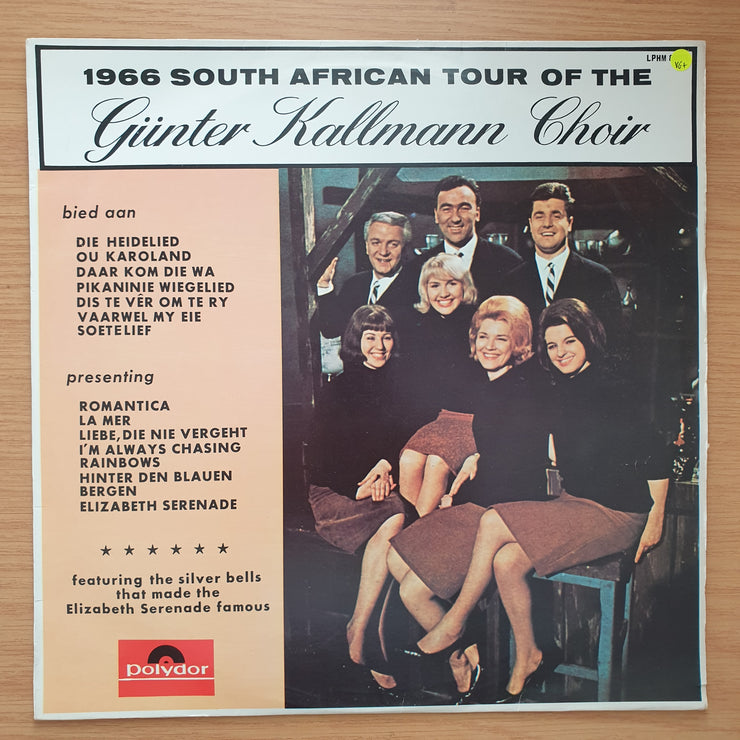 LPHM
VG+
1966 SOUTH AFRICAN TOUR OF THE
Günter Kallmann Choir
bied aan
DIE HEIDELIED
OU KAROLAND
DAAR KOM DIE WA
PIKANINIE WIEGELIED
DIS TE VÊR OM TE RY
VAARWEL MY EIE
SOETELIEF
presenting
ROMANTICA
LA MER
LIEBE, DIE NIE VERGEHT
I'M ALWAYS CHASING
RAINBOWS
HINTER DEN BLAUEN
BERGEN
ELIZABETH SERENADE
★ ★ ★ ★ ★ ★
featuring the silver bells
that made the
Elizabeth Serenade famous
Polydor